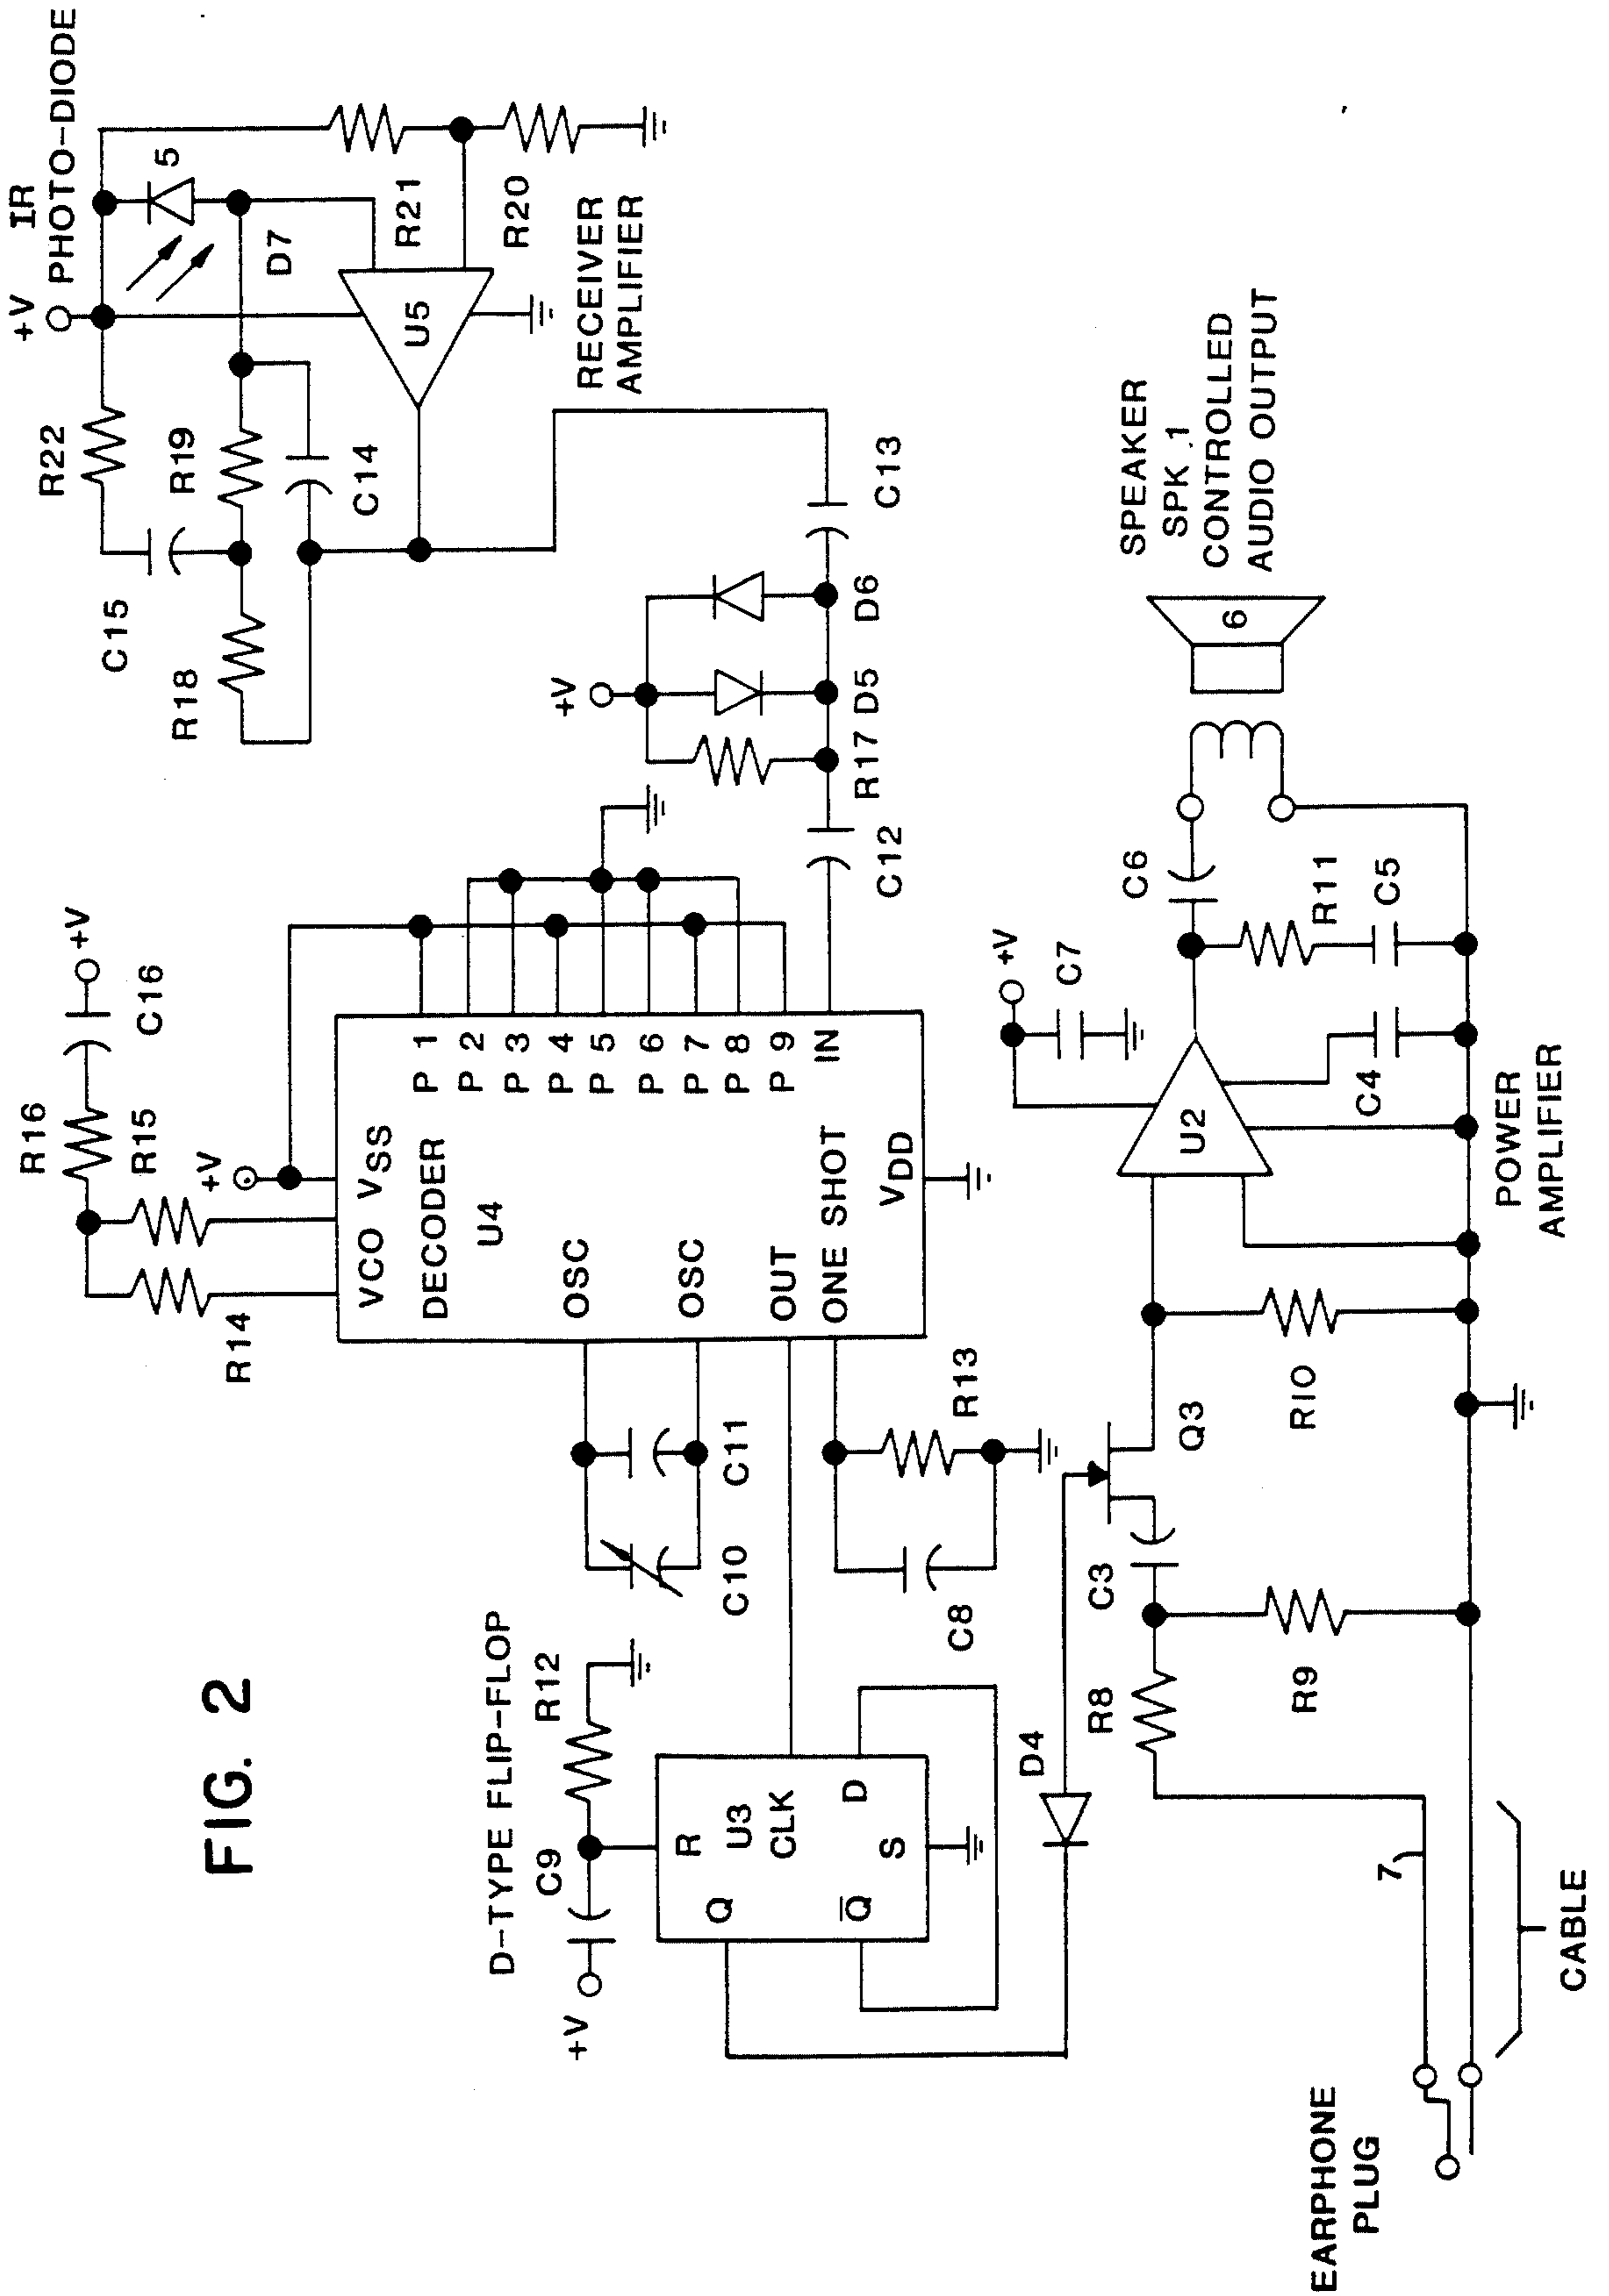 FIG. 2
IR
PHOTO-DIODE
+V
5
D7
R22
R19
C15
C14
R18
R21
R20
U5
RECEIVER
AMPLIFIER
C13
D6
D5
R17
+V
C12
+V
C16
R16
R15
R14
+V
VCO VSS
DECODER
U4
OSC
OSC
OUT
ONE SHOT
VDD
P 1
P 2
P 3
P 4
P 5
P 6
P 7
P 8
P 9
IN
C11
C10
R13
C8
D-TYPE FLIP-FLOP
R12
C9
+V
R
U3
CLK
D
S
Q
Q̅
D4
Q3
C3
R8
R9
R10
+V
C7
U2
C4
C6
R11
C5
POWER
AMPLIFIER
SPEAKER
SPK.1
CONTROLLED
AUDIO OUTPUT
6
7
CABLE
EARPHONE
PLUG